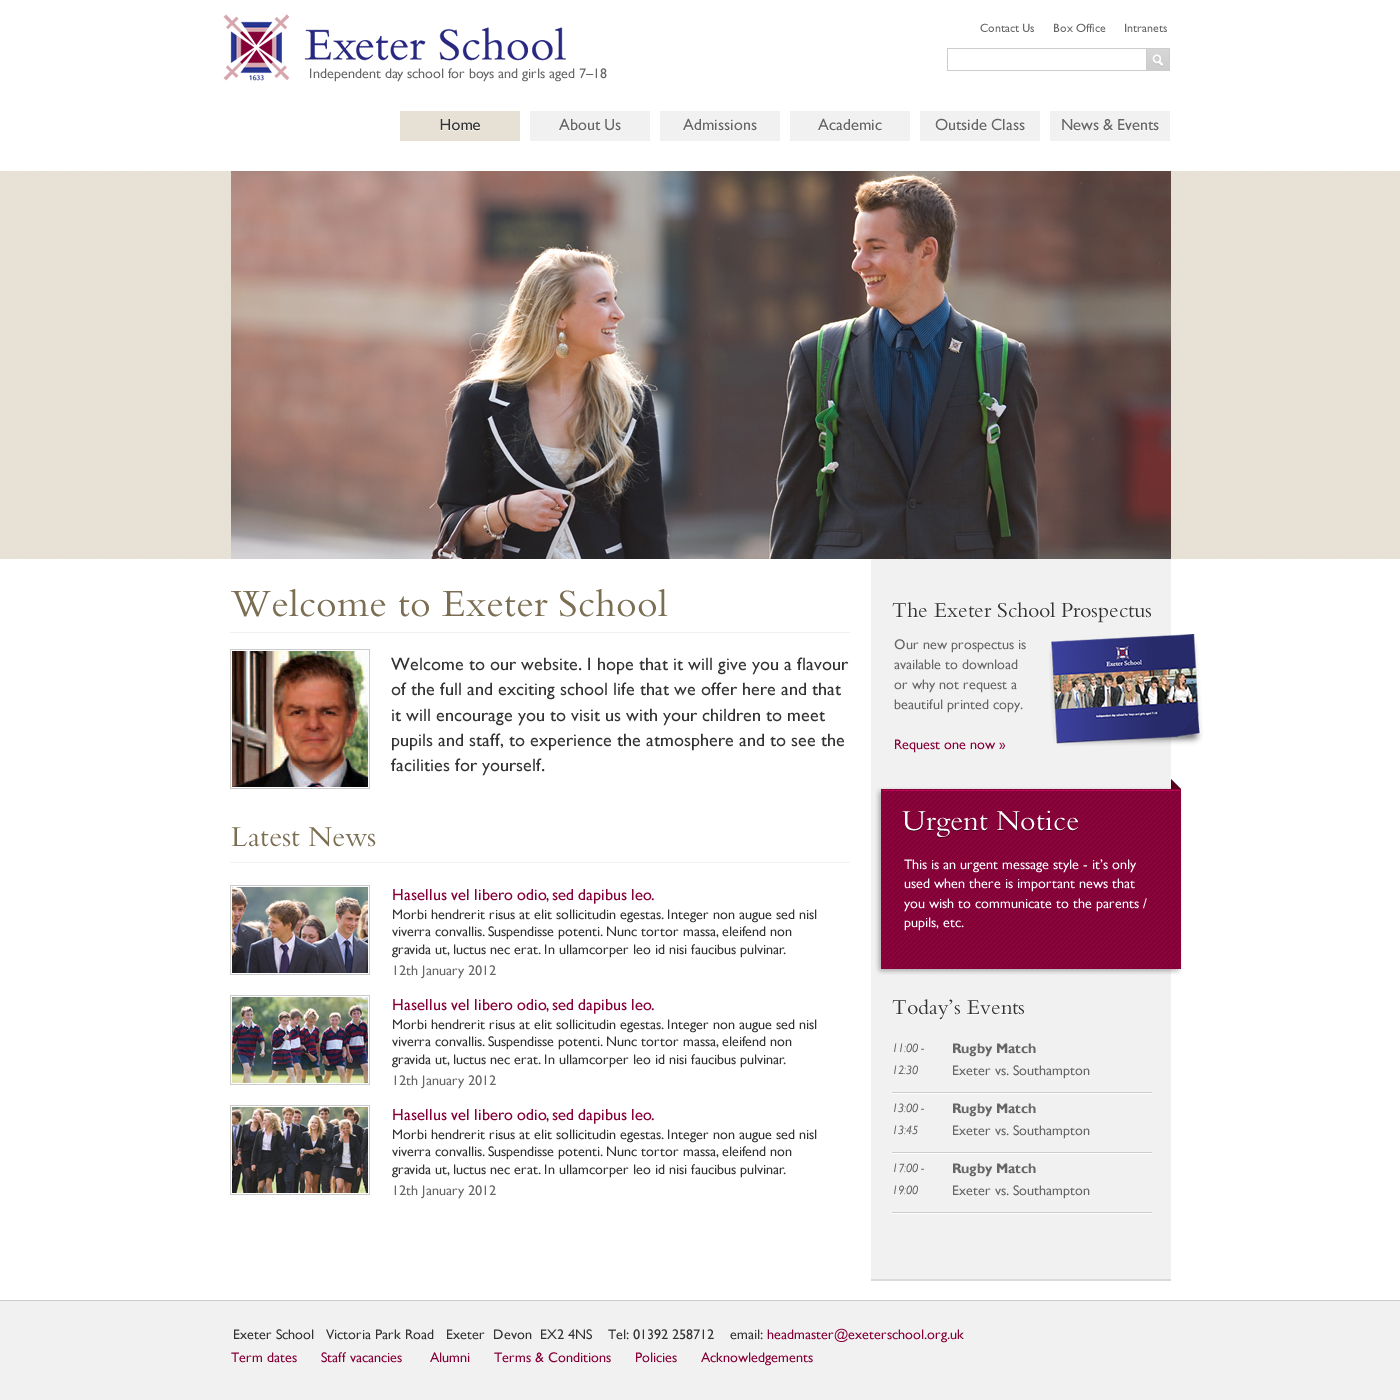 Contact Us Box Office Intranets
1633
Exeter School
Independent day school for boys and girls aged 7–18
Home About Us Admissions Academic Outside Class News & Events
Welcome to Exeter School
Welcome to our website. I hope that it will give you a flavour
of the full and exciting school life that we offer here and that
it will encourage you to visit us with your children to meet
pupils and staff, to experience the atmosphere and to see the
facilities for yourself.
Latest News
Hasellus vel libero odio, sed dapibus leo.
Morbi hendrerit risus at elit sollicitudin egestas. Integer non augue sed nisl
viverra convallis. Suspendisse potenti. Nunc tortor massa, eleifend non
gravida ut, luctus nec erat. In ullamcorper leo id nisi faucibus pulvinar.
12th January 2012
Hasellus vel libero odio, sed dapibus leo.
Morbi hendrerit risus at elit sollicitudin egestas. Integer non augue sed nisl
viverra convallis. Suspendisse potenti. Nunc tortor massa, eleifend non
gravida ut, luctus nec erat. In ullamcorper leo id nisi faucibus pulvinar.
12th January 2012
Hasellus vel libero odio, sed dapibus leo.
Morbi hendrerit risus at elit sollicitudin egestas. Integer non augue sed nisl
viverra convallis. Suspendisse potenti. Nunc tortor massa, eleifend non
gravida ut, luctus nec erat. In ullamcorper leo id nisi faucibus pulvinar.
12th January 2012
The Exeter School Prospectus
Our new prospectus is
available to download
or why not request a
beautiful printed copy.
Request one now »
Exeter School
Independent day school for boys and girls aged 7–18
Urgent Notice
This is an urgent message style - it's only
used when there is important news that
you wish to communicate to the parents /
pupils, etc.
Today's Events
11:00 - Rugby Match
12:30 Exeter vs. Southampton
13:00 - Rugby Match
13:45 Exeter vs. Southampton
17:00 - Rugby Match
19:00 Exeter vs. Southampton
Exeter School Victoria Park Road Exeter Devon EX2 4NS Tel: 01392 258712 email: headmaster@exeterschool.org.uk
Term dates Staff vacancies Alumni Terms & Conditions Policies Acknowledgements